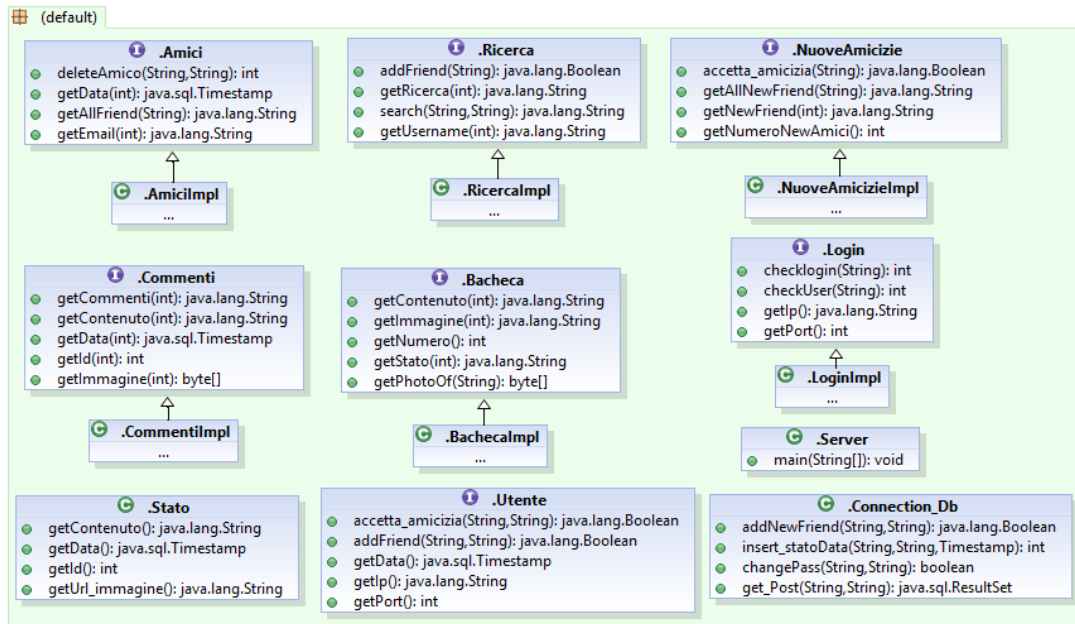 (default)
I .Amici
deleteAmico(String,String): int
getData(int): java.sql.Timestamp
getAllFriend(String): java.lang.String
getEmail(int): java.lang.String
C .AmiciImpl
...
I .Ricerca
addFriend(String): java.lang.Boolean
getRicerca(int): java.lang.String
search(String,String): java.lang.String
getUsername(int): java.lang.String
C .RicercaImpl
...
I .NuoveAmicizie
accetta_amicizia(String): java.lang.Boolean
getAllNewFriend(String): java.lang.String
getNewFriend(int): java.lang.String
getNumeroNewAmici(): int
C .NuoveAmicizieImpl
...
I .Commenti
getCommenti(int): java.lang.String
getContenuto(int): java.lang.String
getData(int): java.sql.Timestamp
getId(int): int
getImmagine(int): byte[]
C .CommentiImpl
...
I .Bacheca
getContenuto(int): java.lang.String
getImmagine(int): java.lang.String
getNumero(): int
getStato(int): java.lang.String
getPhotoOf(String): byte[]
C .BachecaImpl
...
I .Login
checklogin(String): int
checkUser(String): int
getIp(): java.lang.String
getPort(): int
C .LoginImpl
...
C .Server
main(String[]): void
C .Stato
getContenuto(): java.lang.String
getData(): java.sql.Timestamp
getId(): int
getUrl_immagine(): java.lang.String
I .Utente
accetta_amicizia(String,String): java.lang.Boolean
addFriend(String,String): java.lang.Boolean
getData(): java.sql.Timestamp
getIp(): java.lang.String
getPort(): int
C .Connection_Db
addNewFriend(String,String): java.lang.Boolean
insert_statoData(String,String,Timestamp): int
changePass(String,String): boolean
get_Post(String,String): java.sql.ResultSet